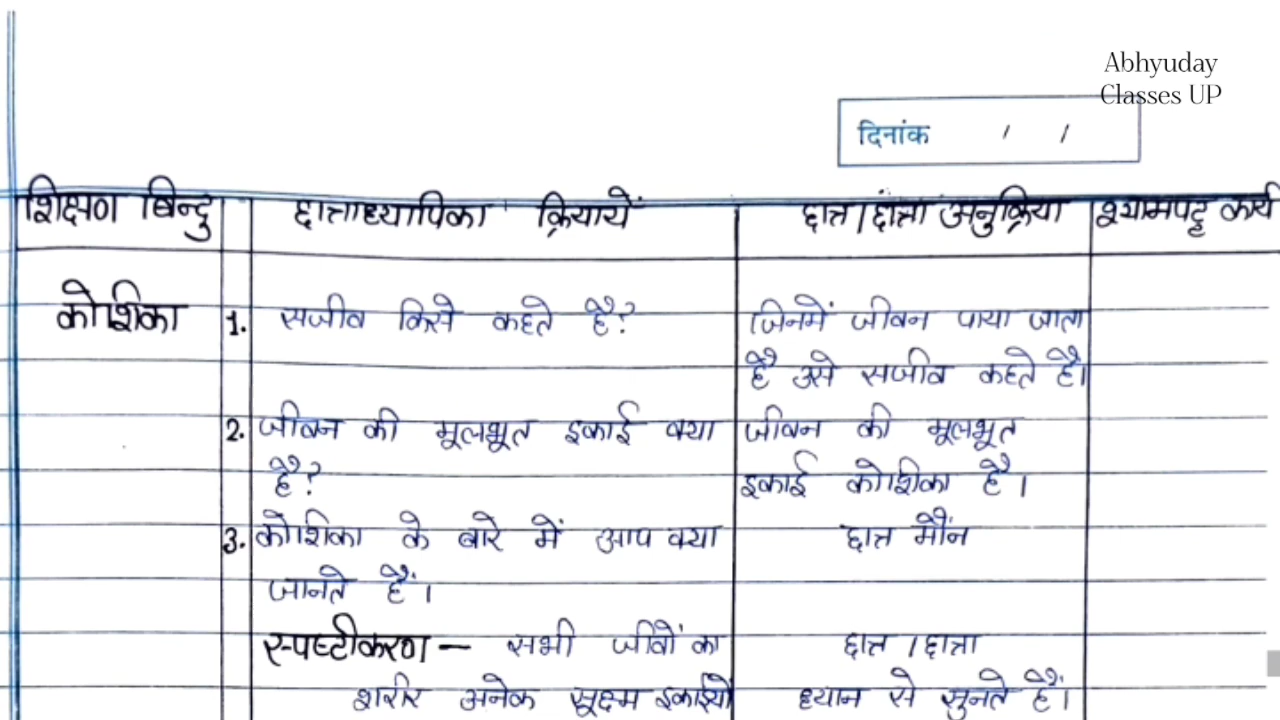 Abhyuday
Classes UP
दिनांक / /
शिक्षण बिन्दु छात्राध्यापिका क्रियायें छात्र/छात्रा अनुक्रिया श्यामपट्ट कार्य
कोशिका 1. सजीव किसे कहते है? जिनमें जीवन पाया जाता
है उसे सजीव कहते है।
2. जीवन की मूलभूत इकाई क्या जीवन की मूलभूत
है? इकाई कोशिका है।
3. कोशिका के बारे में आप क्या छात्र मौंन
जानते हैं।
स्पष्टीकरण – सभी जीवों का छात्र /छात्रा
शरीर अनेक सूक्ष्म इकाईयों ध्यान से सुनते हैं।